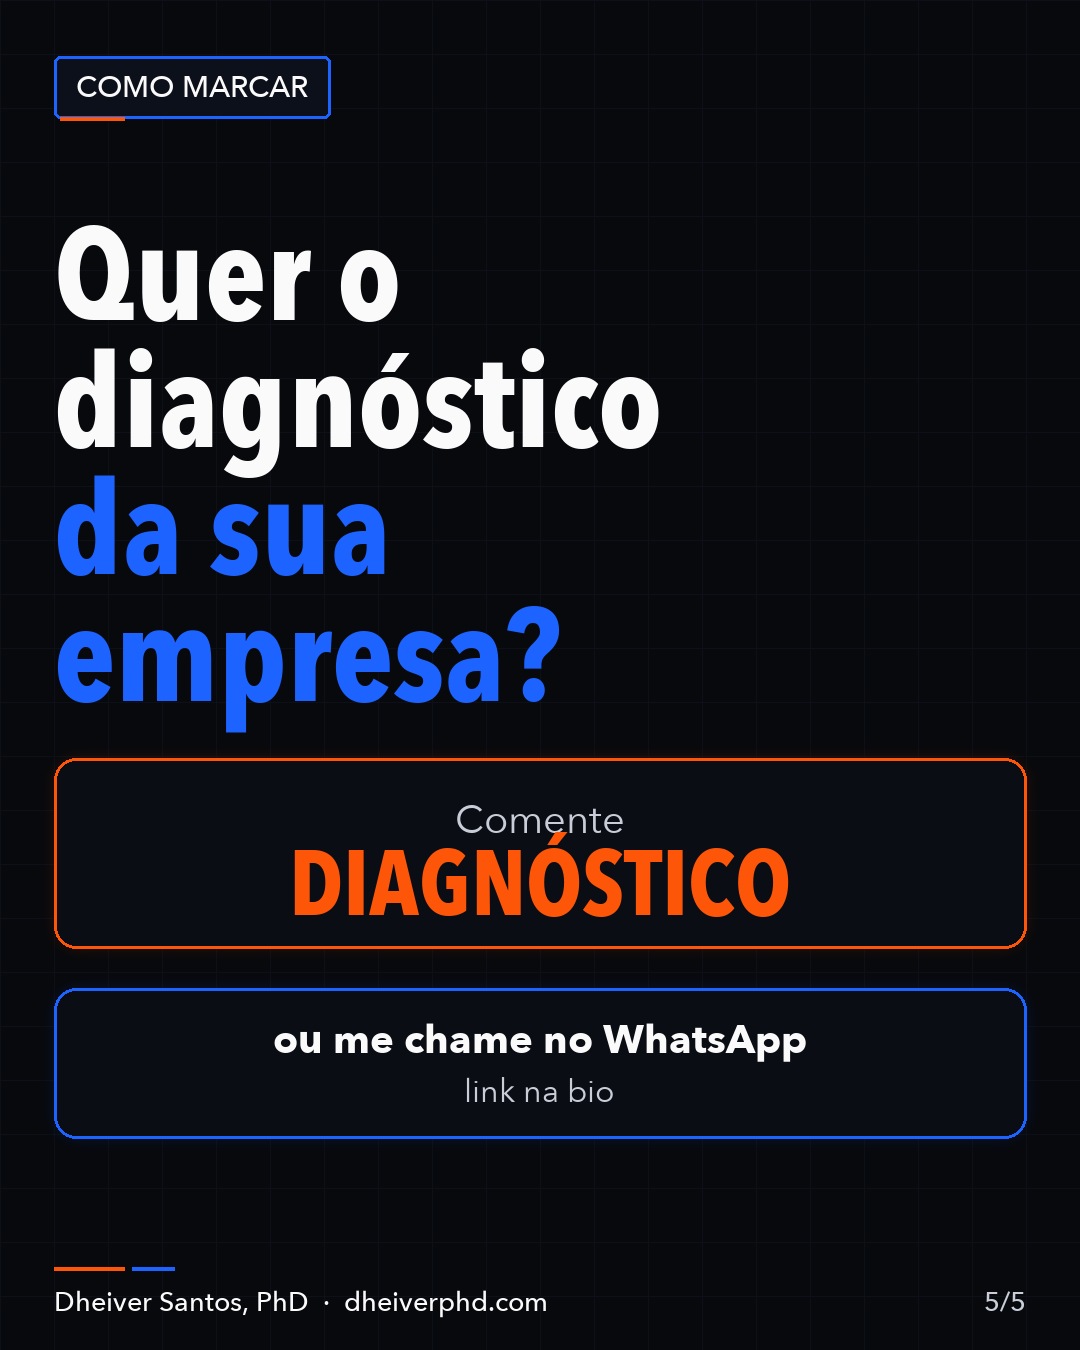 COMO MARCAR
Quer o
diagnóstico
da sua
empresa?
Comente
DIAGNÓSTICO
ou me chame no WhatsApp
link na bio
Dheiver Santos, PhD · dheiverphd.com
5/5